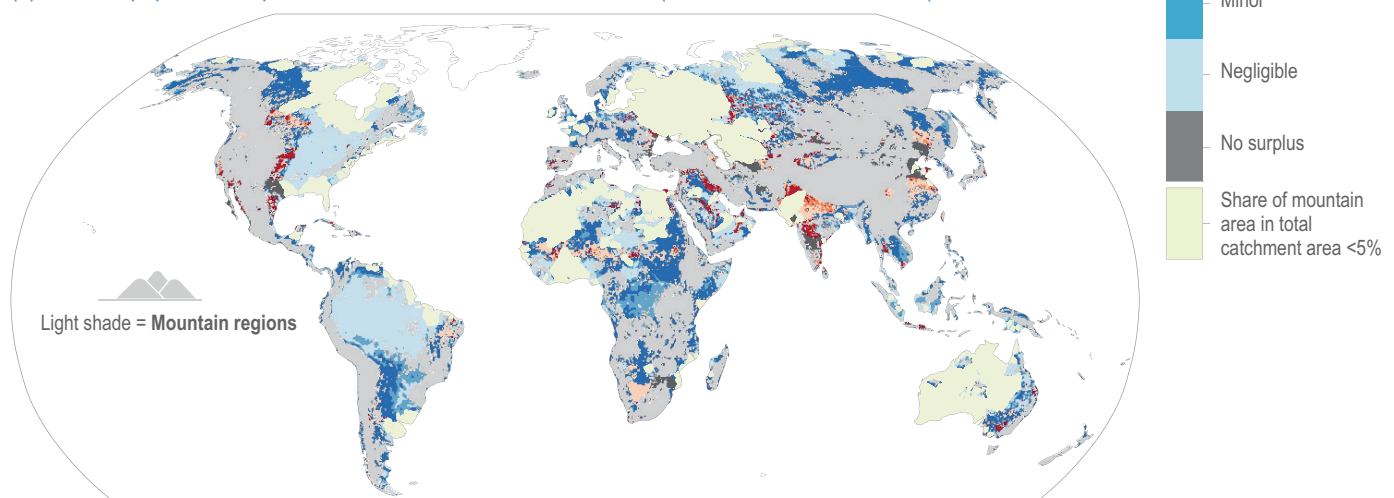 Minor
Negligible
No surplus
Share of mountain
area in total
catchment area <5%
Light shade = Mountain regions